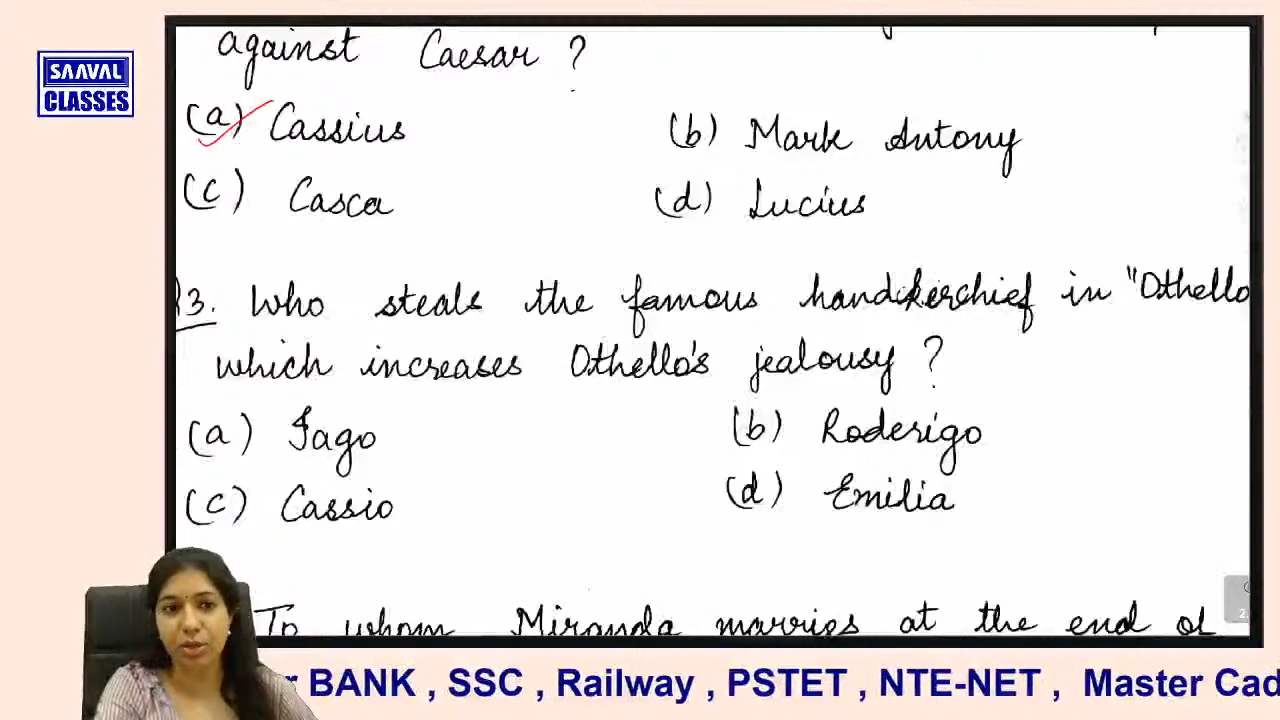 SAAVAL
CLASSES
against Caesar ?
(a) Cassius (b) Mark Antony
(c) Casca (d) Lucius
3. Who steals the famous handkerchief in "Othello
which increases Othello's jealousy ?
(a) Iago (b) Roderigo
(c) Cassio (d) Emilia
To whom Miranda marries at the end of
r BANK , SSC , Railway , PSTET , NTE-NET , Master Cad